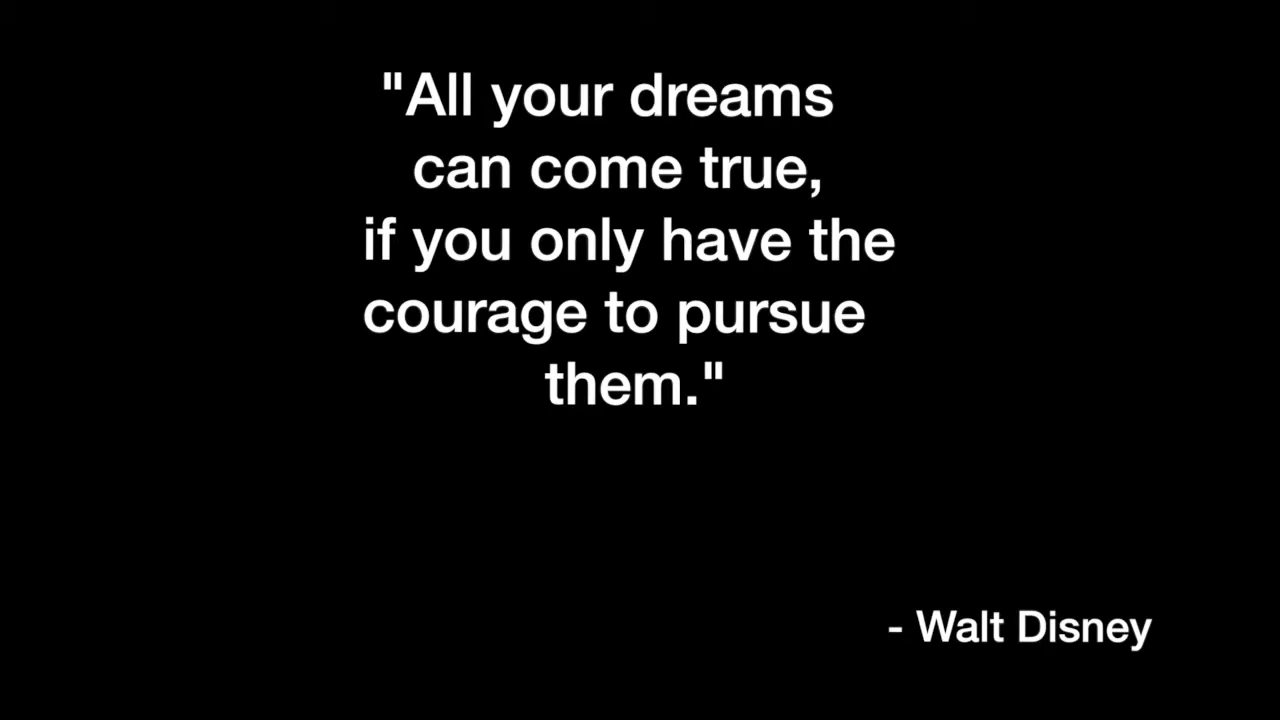 "All your dreams
can come true,
if you only have the
courage to pursue
them."
- Walt Disney